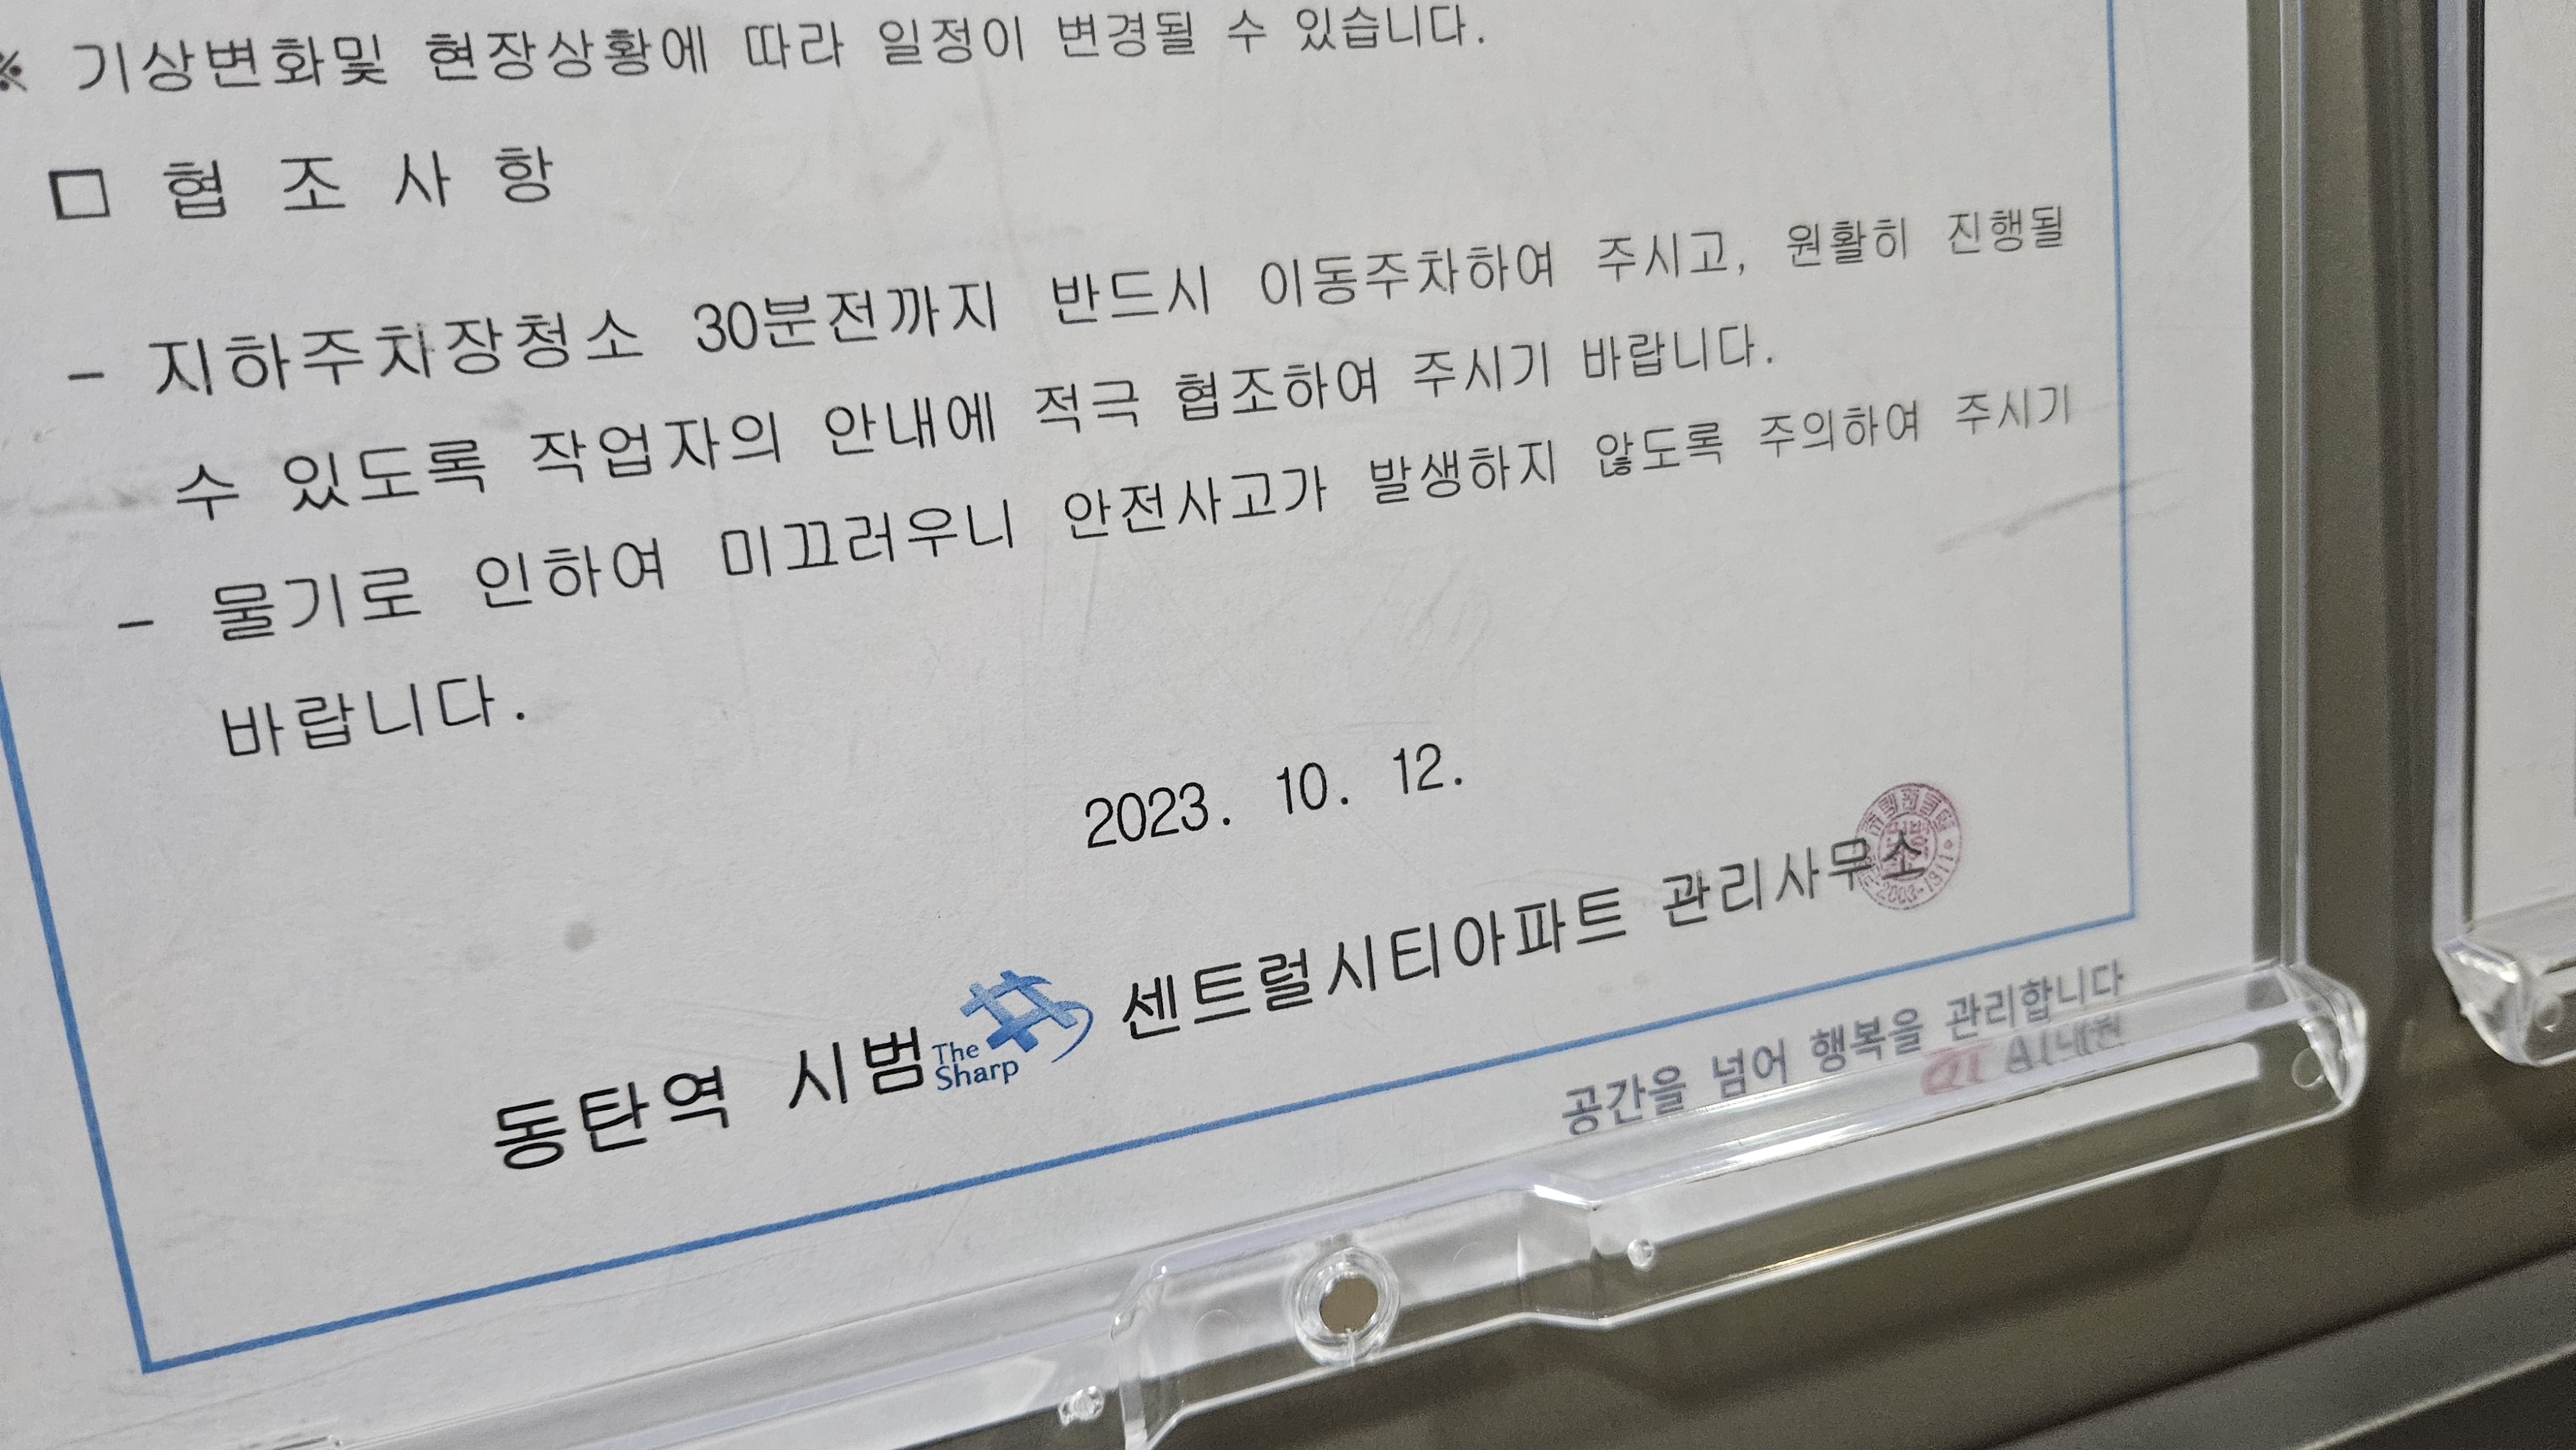 ※ 기상변화및 현장상황에 따라 일정이 변경될 수 있습니다.
□ 협 조 사 항
- 지하주차장청소 30분전까지 반드시 이동주차하여 주시고, 원활히 진행될
수 있도록 작업자의 안내에 적극 협조하여 주시기 바랍니다.
- 물기로 인하여 미끄러우니 안전사고가 발생하지 않도록 주의하여 주시기
바랍니다.
2023. 10. 12.
동탄역 시범 The Sharp 센트럴시티아파트 관리사무소
공간을 넘어 행복을 관리합니다